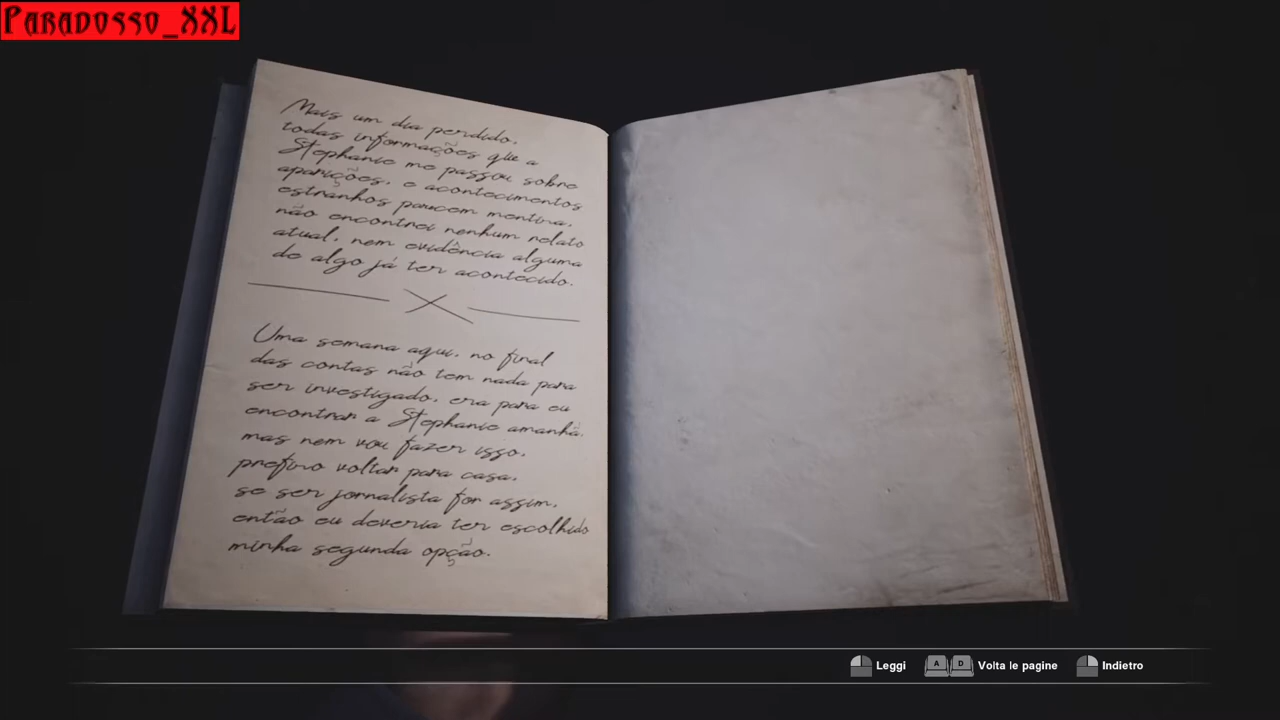 Paradosso_XXL
Mais um dia perdido,
todas informações que a
Stephanie me passou sobre
aparições, e acontecimentos
estranhos parecem mentira,
não encontrei nenhum relato
atual, nem evidência alguma
de algo já ter acontecido.
Uma semana aqui, no final
das contas não tem nada para
ser investigado, era para eu
encontrar a Stephanie amanhã,
mas nem vou fazer isso,
prefiro voltar para casa,
se ser jornalista for assim,
então eu deveria ter escolhido
minha segunda opção.
Leggi
A D Volta le pagine
Indietro